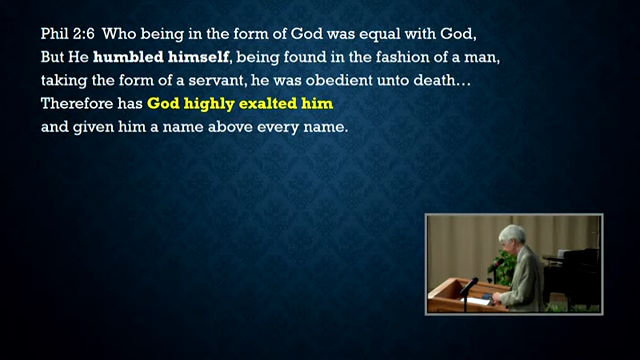 Phil 2:6  Who being in the form of God was equal with God,
But He humbled himself, being found in the fashion of a man,
taking the form of a servant, he was obedient unto death…
Therefore has God highly exalted him
and given him a name above every name.